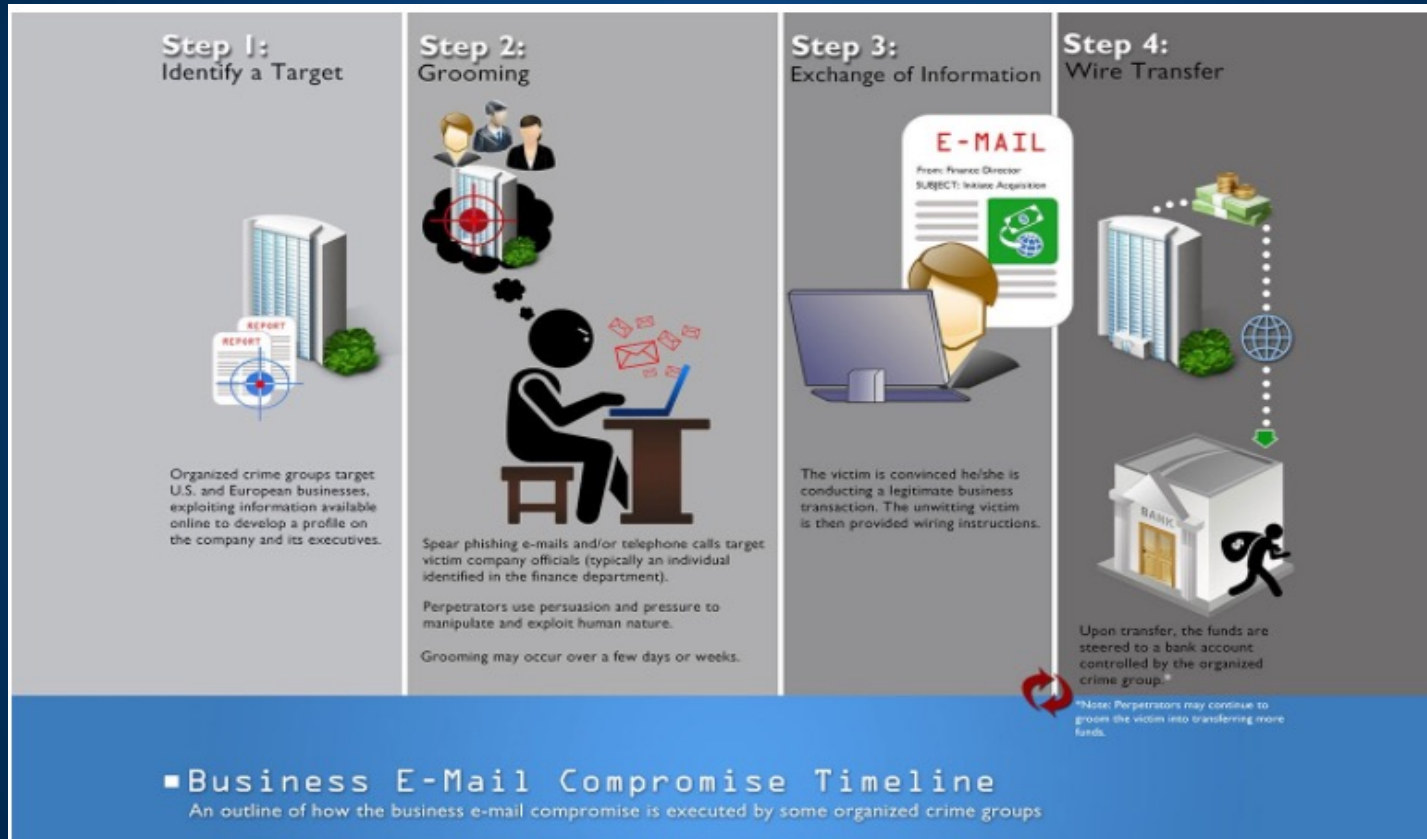 Step 1:
Identify a Target
REPORT
REPORT
Organized crime groups target
U.S. and European businesses,
exploiting information available
online to develop a profile on
the company and its executives.
Step 2:
Grooming
Spear phishing e-mails and/or telephone calls target
victim company officials (typically an individual
identified in the finance department).
Perpetrators use persuasion and pressure to
manipulate and exploit human nature.
Grooming may occur over a few days or weeks.
Step 3:
Exchange of Information
E-MAIL
From: Finance Director
SUBJECT: Initiate Acquisition
The victim is convinced he/she is
conducting a legitimate business
transaction. The unwitting victim
is then provided wiring instructions.
Step 4:
Wire Transfer
BANK
Upon transfer, the funds are
steered to a bank account
controlled by the organized
crime group.*
*Note: Perpetrators may continue to
groom the victim into transferring more
funds.
Business E-Mail Compromise Timeline
An outline of how the business e-mail compromise is executed by some organized crime groups